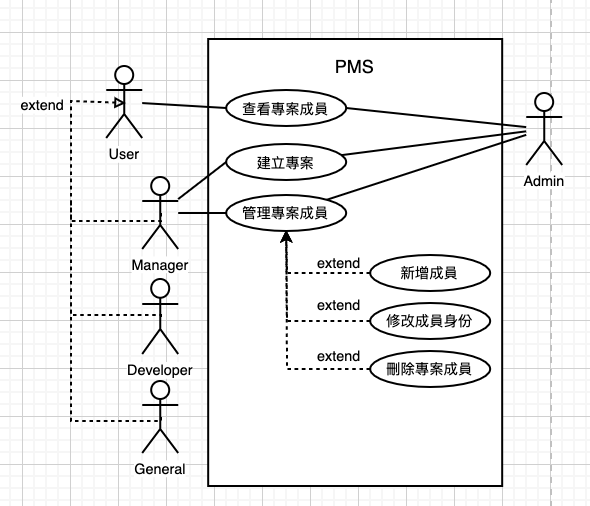 PMS
extend
User
查看專案成員
Admin
建立專案
Manager
管理專案成員
extend
新增成員
extend
修改成員身份
Developer
extend
刪除專案成員
General